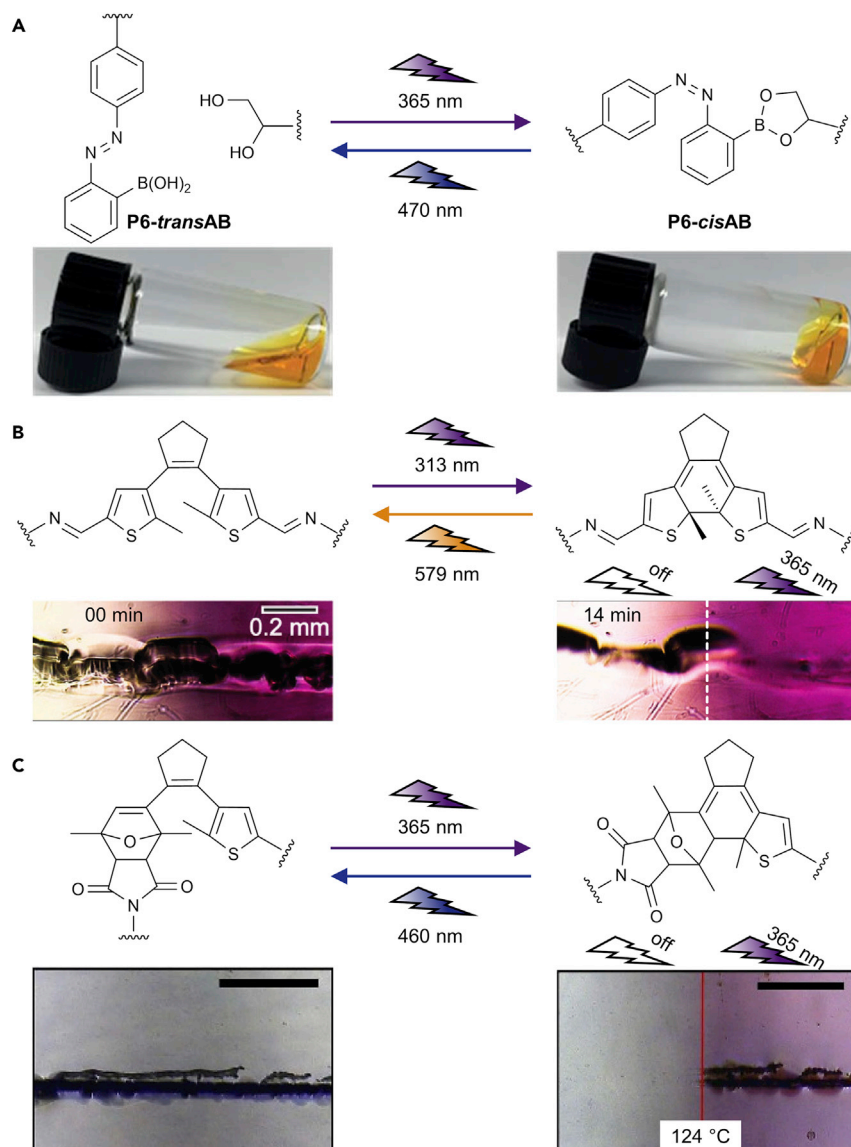 A
365 nm
470 nm
HO
HO
N
N
B(OH)2
N
N
O
B
O
P6-transAB
P6-cisAB
B
313 nm
579 nm
N
S
S
N
N
S
S
N
off
365 nm
00 min
0.2 mm
14 min
C
365 nm
460 nm
O
S
O
N
O
O
O
N
O
S
off
365 nm
124 °C